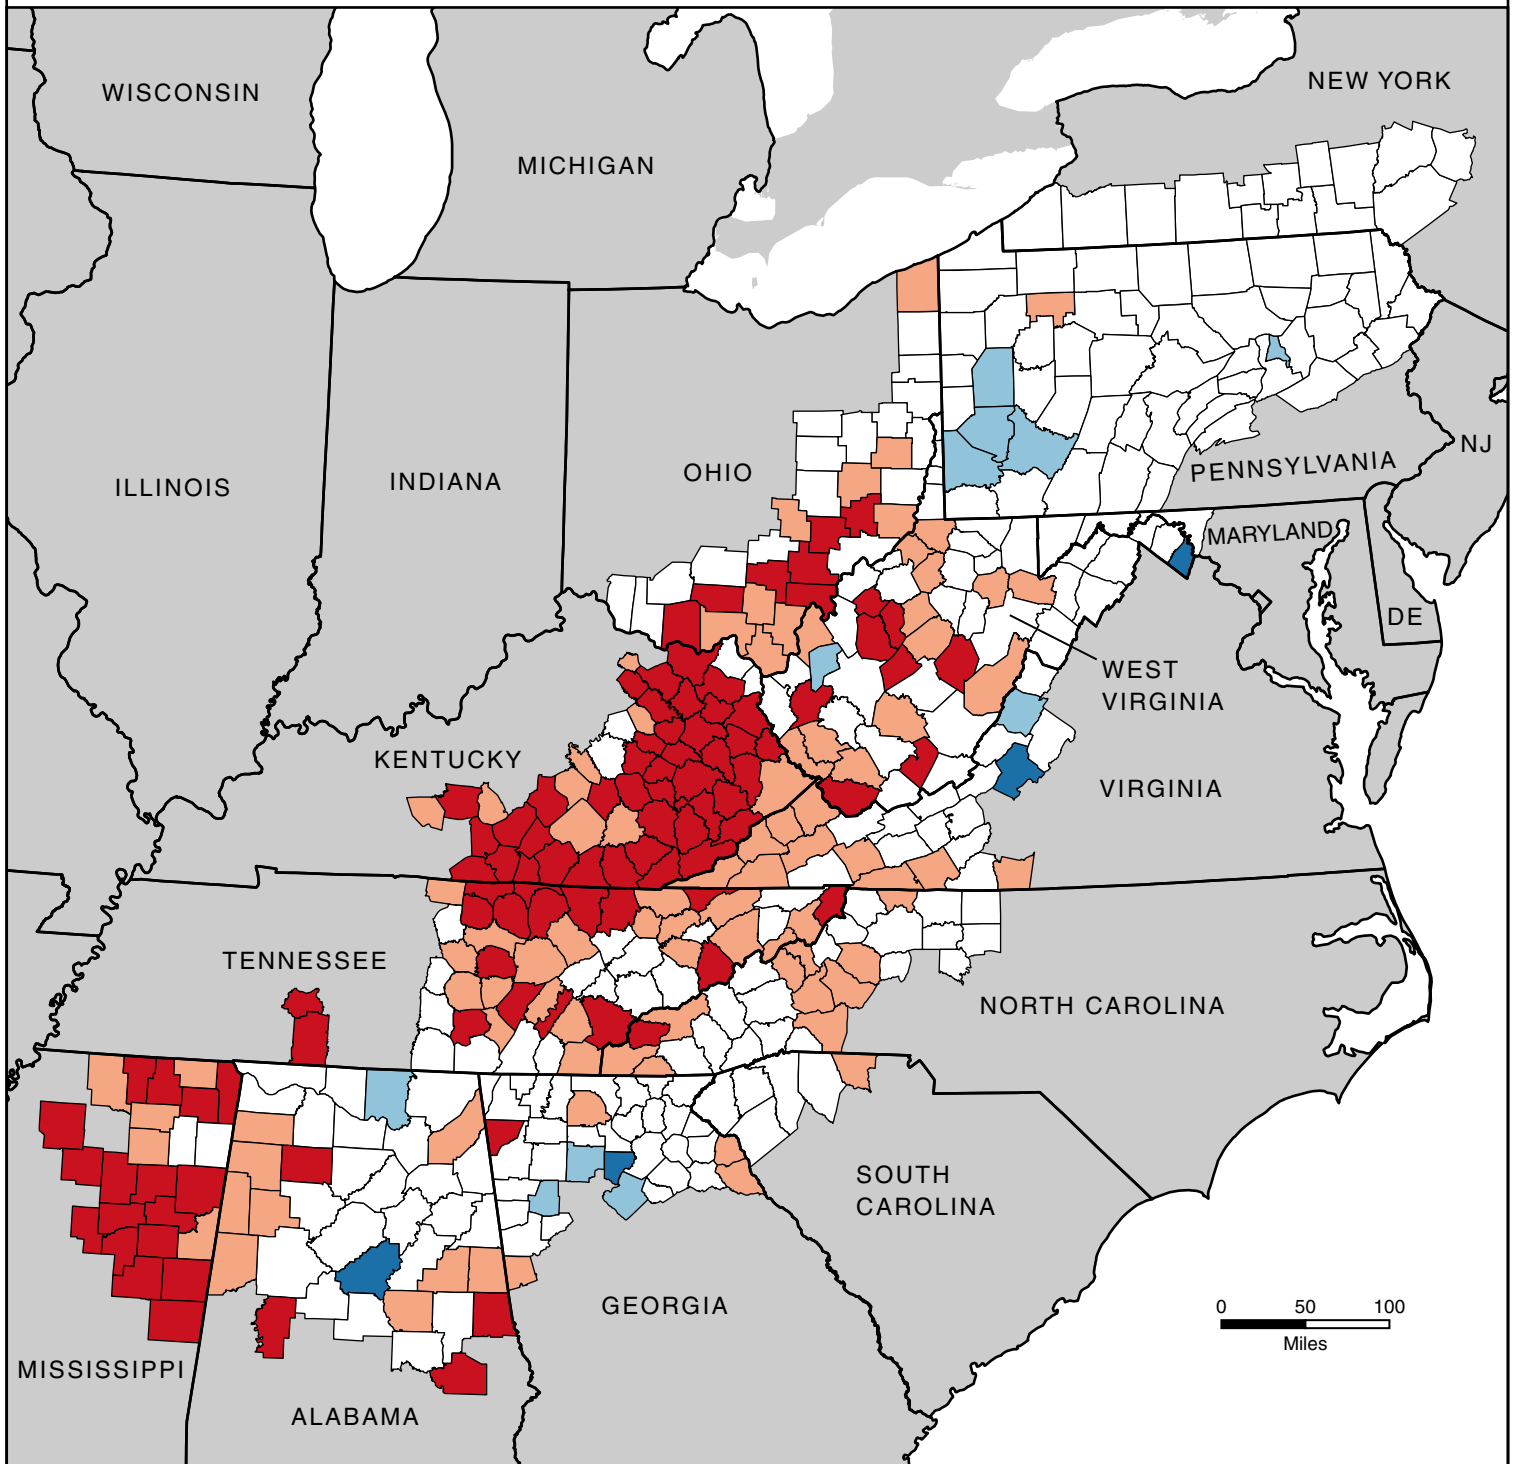 WISCONSIN
NEW YORK
MICHIGAN
ILLINOIS
INDIANA
OHIO
PENNSYLVANIA
NJ
MARYLAND
DE
WEST
VIRGINIA
KENTUCKY
VIRGINIA
TENNESSEE
NORTH CAROLINA
SOUTH
CAROLINA
GEORGIA
MISSISSIPPI
ALABAMA
0 50 100
Miles